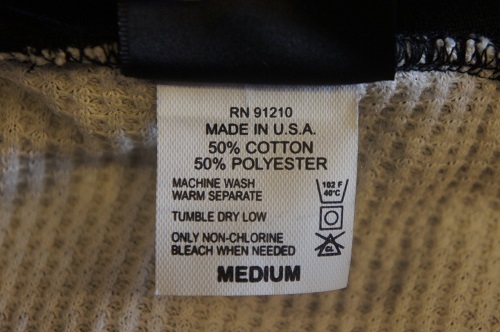 RN 91210
MADE IN U.S.A.
50% COTTON
50% POLYESTER
MACHINE WASH
WARM SEPARATE
102 F
40°C
TUMBLE DRY LOW
ONLY NON-CHLORINE
BLEACH WHEN NEEDED
CL
MEDIUM